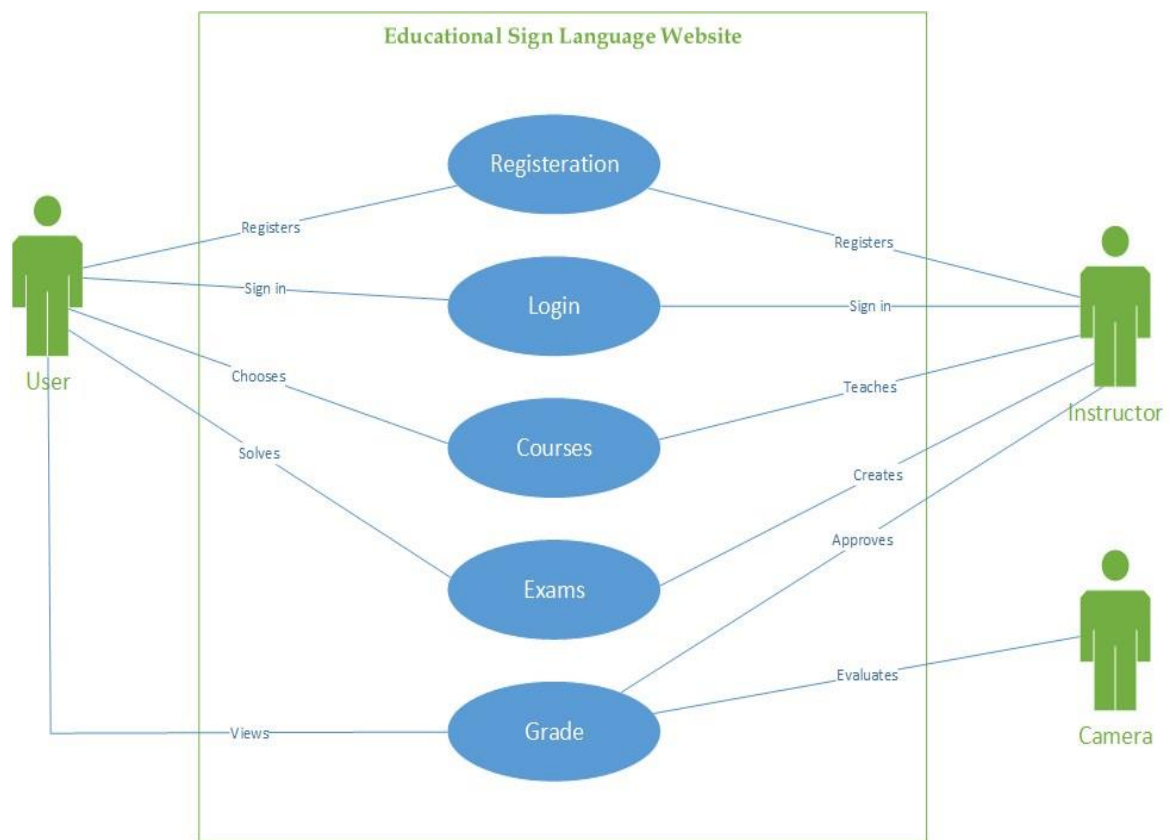 Educational Sign Language Website
Registeration
Registers
Registers
Sign in
Login
Sign in
User
Chooses
Teaches
Instructor
Courses
Solves
Creates
Approves
Exams
Evaluates
Views
Grade
Camera